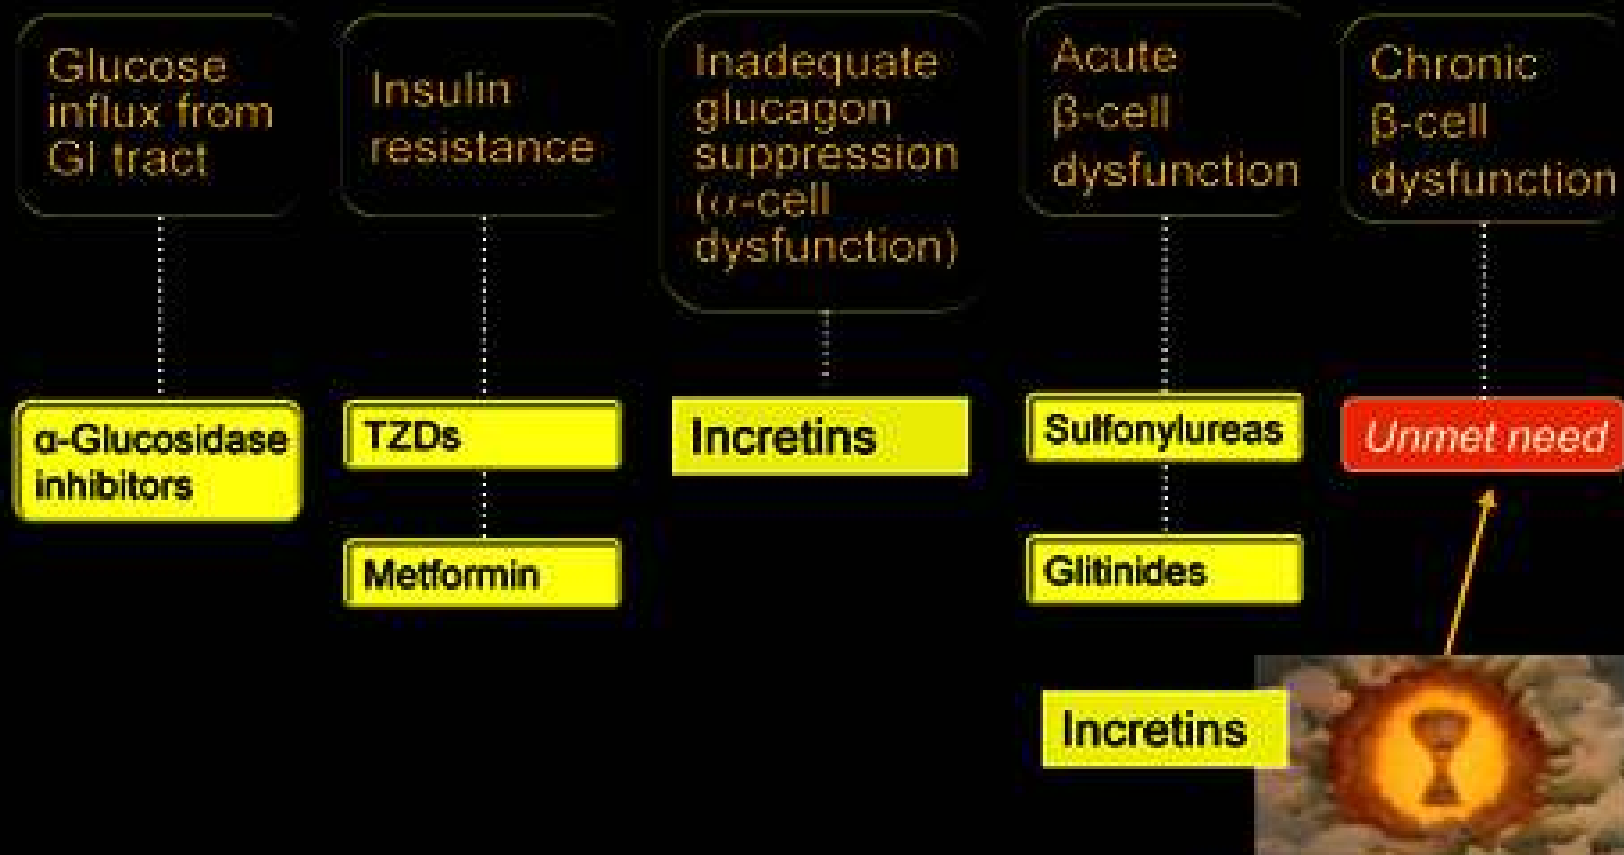 Glucose
influx from
GI tract
Insulin
resistance
Inadequate
glucagon
suppression
(α-cell
dysfunction)
Acute
β-cell
dysfunction
Chronic
β-cell
dysfunction
α-Glucosidase
inhibitors
TZDs
Metformin
Incretins
Sulfonylureas
Glitinides
Incretins
Unmet need